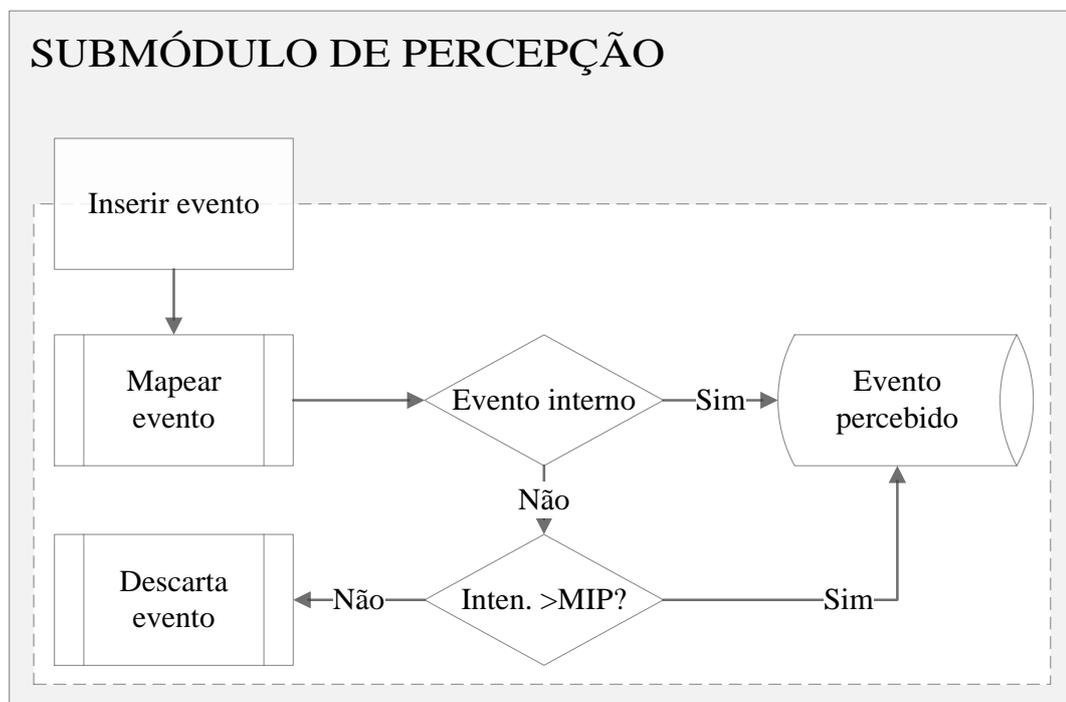 SUBMÓDULO DE PERCEPÇÃO
Inserir evento
Mapear
evento
Evento interno
Sim
Evento
percebido
Não
Descarta
evento
Não
Inten. >MIP?
Sim